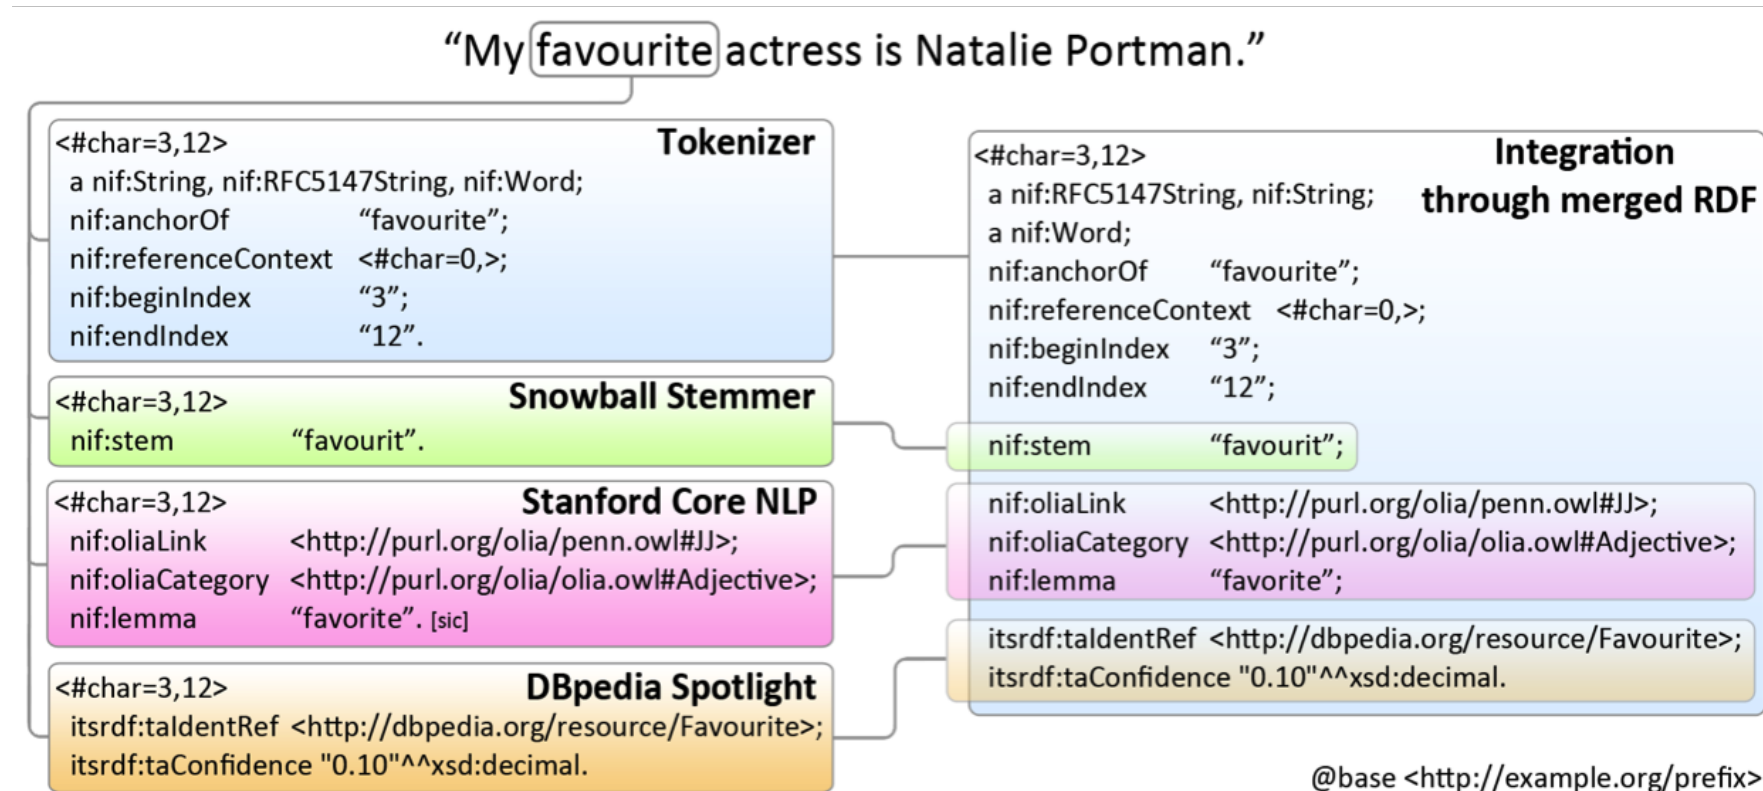 “My favourite actress is Natalie Portman.”
<#char=3,12>
Tokenizer
a nif:String, nif:RFC5147String, nif:Word;
nif:anchorOf “favourite”;
nif:referenceContext <#char=0,>;
nif:beginIndex “3”;
nif:endIndex “12”.
<#char=3,12>
Snowball Stemmer
nif:stem “favourit”.
<#char=3,12>
Stanford Core NLP
nif:oliaLink <http://purl.org/olia/penn.owl#JJ>;
nif:oliaCategory <http://purl.org/olia/olia.owl#Adjective>;
nif:lemma “favorite”. [sic]
<#char=3,12>
DBpedia Spotlight
itsrdf:taIdentRef <http://dbpedia.org/resource/Favourite>;
itsrdf:taConfidence "0.10"^^xsd:decimal.
<#char=3,12>
Integration
through merged RDF
a nif:RFC5147String, nif:String;
a nif:Word;
nif:anchorOf “favourite”;
nif:referenceContext <#char=0,>;
nif:beginIndex “3”;
nif:endIndex “12”;
nif:stem “favourit”;
nif:oliaLink <http://purl.org/olia/penn.owl#JJ>;
nif:oliaCategory <http://purl.org/olia/olia.owl#Adjective>;
nif:lemma “favorite”;
itsrdf:taIdentRef <http://dbpedia.org/resource/Favourite>;
itsrdf:taConfidence "0.10"^^xsd:decimal.
@base <http://example.org/prefix>